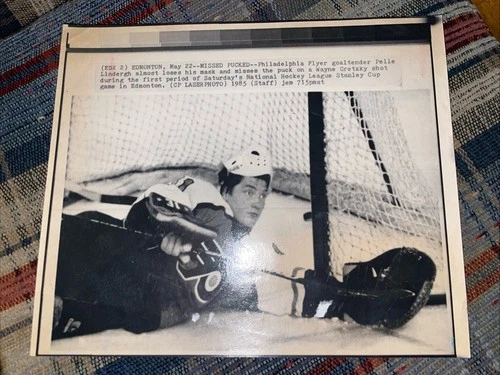 (EBS 2) EDMONTON, May 22--MISSED PUCKED--Philadelphia Flyer goaltender Pelle
Lindergh almost loses his mask and misses the puck on a Wayne Gretzky shot
during the first period of Saturday's National Hockey League Stanley Cup
game in Edmonton. (CP LASERPHOTO) 1985 (Staff) jem 715pmst